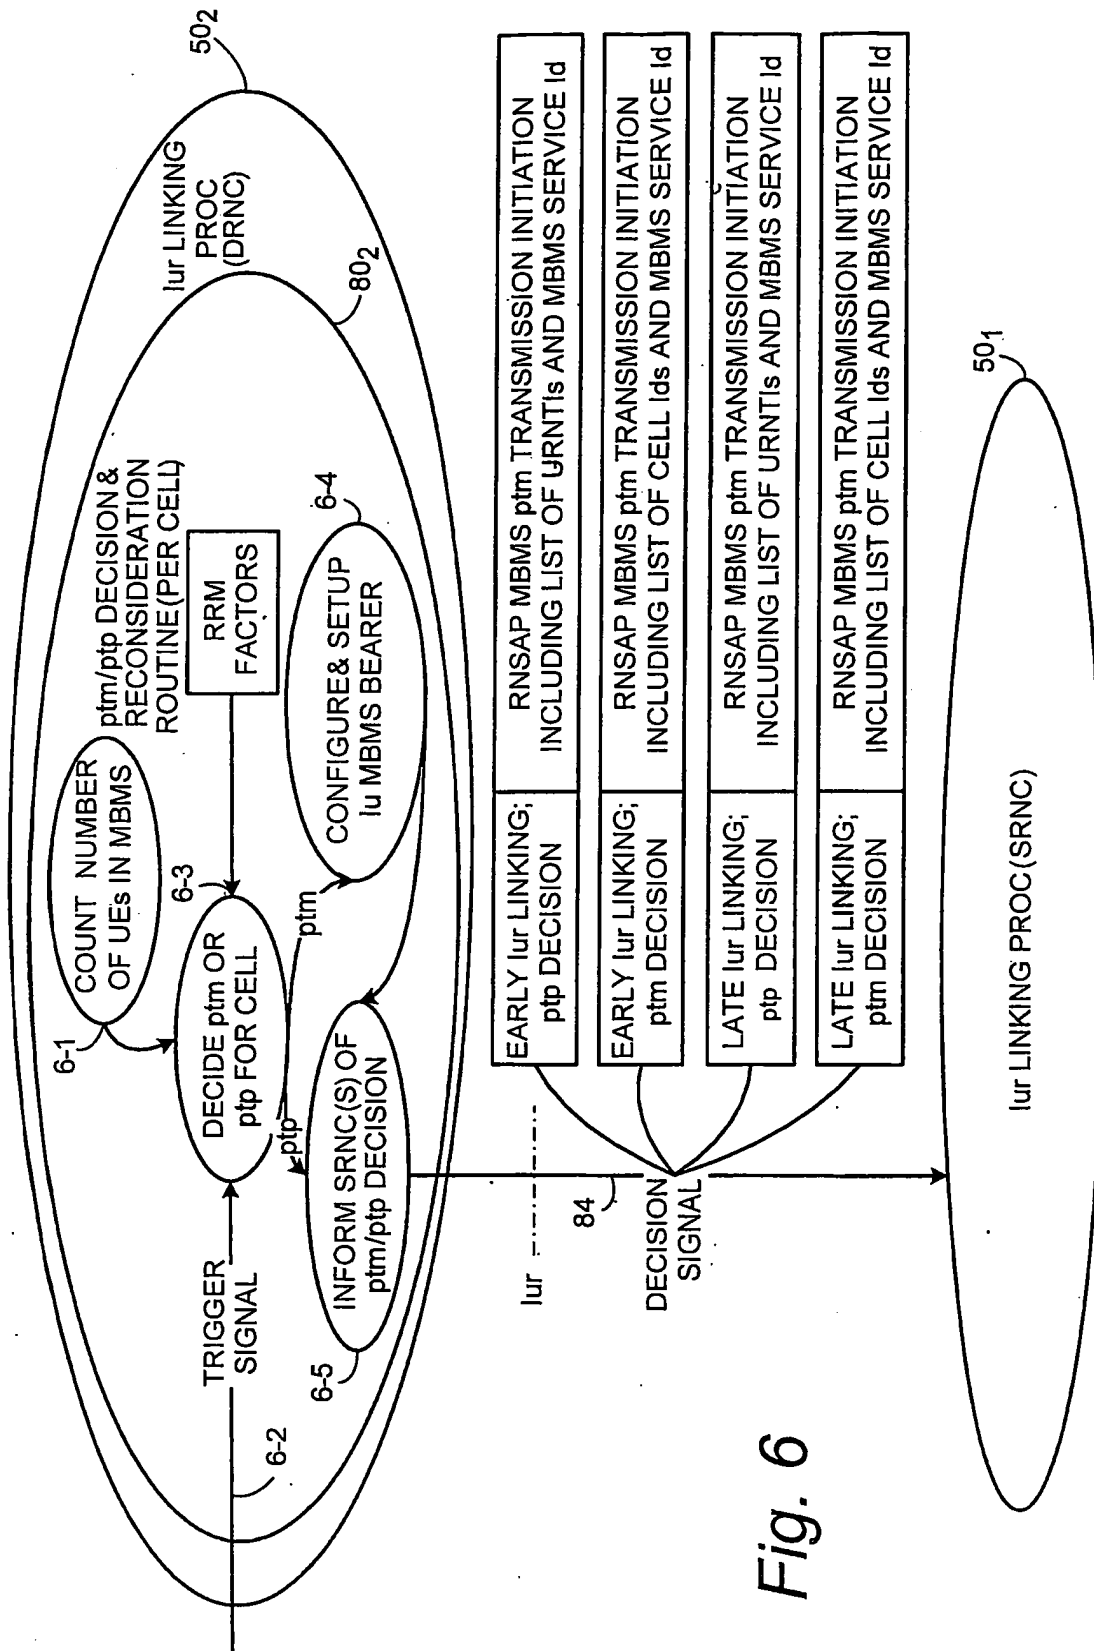 50₂
Iur LINKING
PROC
(DRNC)
80₂
ptm/ptp DECISION &
RECONSIDERATION
ROUTINE(PER CELL)
COUNT NUMBER
OF UEs IN MBMS
6-1
RRM
FACTORS
6-3
TRIGGER
SIGNAL
6-2
DECIDE ptm OR
ptp FOR CELL
ptm
ptp
6-4
CONFIGURE& SETUP
Iu MBMS BEARER
INFORM SRNC(S) OF
ptm/ptp DECISION
6-5
Iur
84
DECISION
SIGNAL
EARLY Iur LINKING;
ptp DECISION
RNSAP MBMS ptm TRANSMISSION INITIATION
INCLUDING LIST OF URNTIs AND MBMS SERVICE Id
EARLY Iur LINKING;
ptm DECISION
RNSAP MBMS ptm TRANSMISSION INITIATION
INCLUDING LIST OF CELL Ids AND MBMS SERVICE Id
LATE Iur LINKING;
ptp DECISION
RNSAP MBMS ptm TRANSMISSION INITIATION
INCLUDING LIST OF URNTIs AND MBMS SERVICE Id
LATE Iur LINKING;
ptm DECISION
RNSAP MBMS ptm TRANSMISSION INITIATION
INCLUDING LIST OF CELL Ids AND MBMS SERVICE Id
50₁
Iur LINKING PROC(SRNC)
Fig. 6